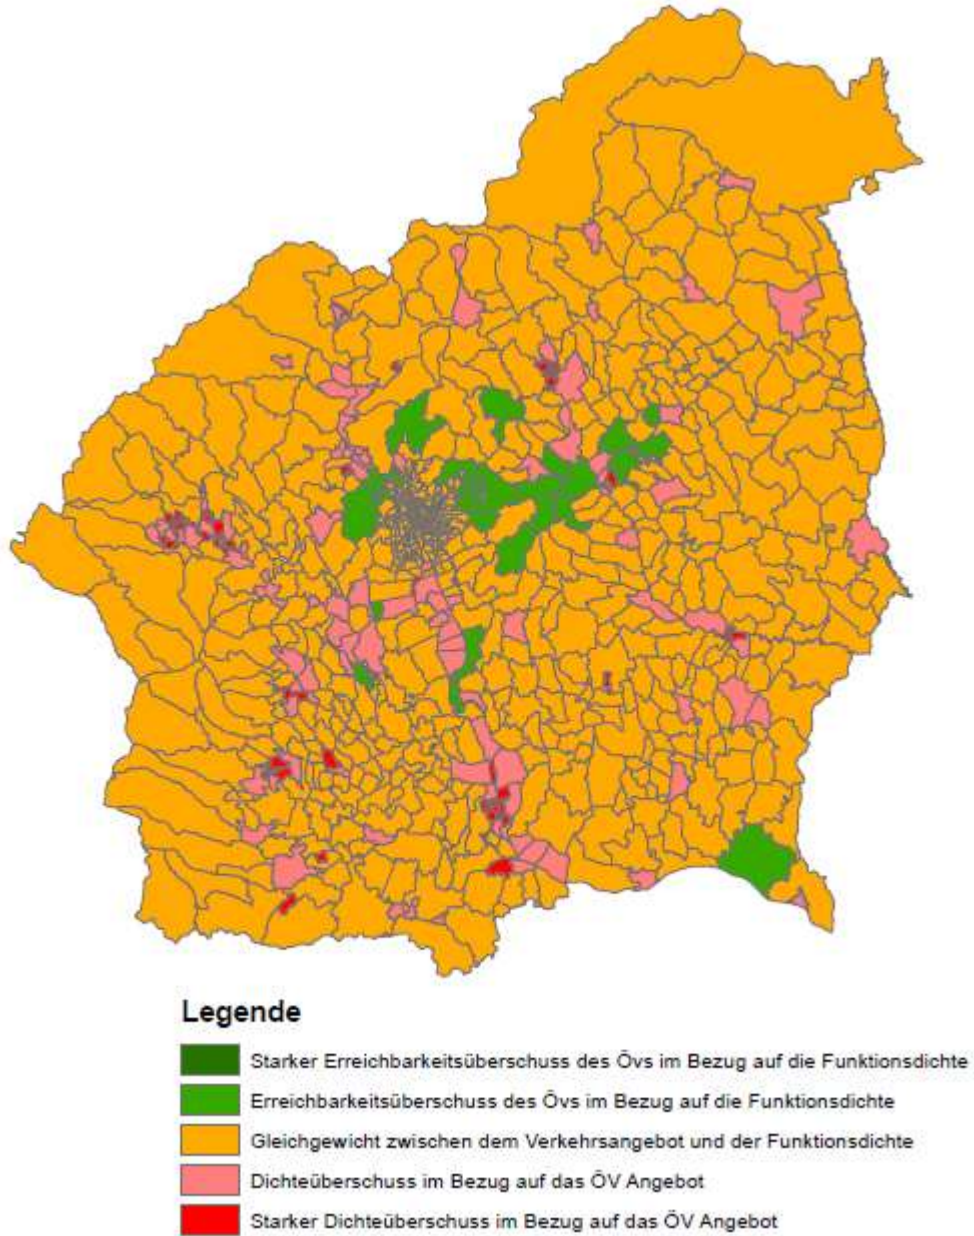 Legende
Starker Erreichbarkeitsüberschuss des Övs im Bezug auf die Funktionsdichte
Erreichbarkeitsüberschuss des Övs im Bezug auf die Funktionsdichte
Gleichgewicht zwischen dem Verkehrsangebot und der Funktionsdichte
Dichteüberschuss im Bezug auf das ÖV Angebot
Starker Dichteüberschuss im Bezug auf das ÖV Angebot